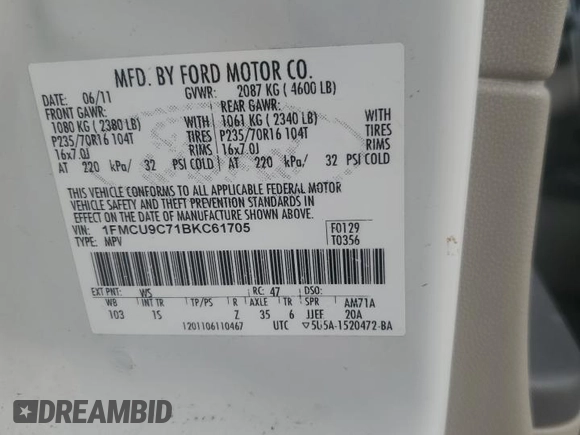 MFD. BY FORD MOTOR CO.
DATE: 06/11 GVWR: 2087 KG ( 4600 LB)
FRONT GAWR: REAR GAWR:
1080 KG ( 2380 LB) WITH 1061 KG ( 2340 LB) WITH
P235/70R16 104T TIRES P235/70R16 104T TIRES
16x7.0J RIMS 16x7.0J RIMS
AT 220 kPa/ 32 PSI COLD AT 220 kPa/ 32 PSI COLD
THIS VEHICLE CONFORMS TO ALL APPLICABLE FEDERAL MOTOR
VEHICLE SAFETY AND THEFT PREVENTION STANDARDS IN
EFFECT ON THE DATE OF MANUFACTURE SHOWN ABOVE.
VIN: 1FMCU9C71BKC61705 F0129
TYPE: MPV T0356
EXT PNT: WS RC: 47 DSO:
WB INT TR TP/PS R AXLE TR SPR AM71A
103 1S Z 35 6 JJEF 20A
1201106110467 UTC ▽5U5A-1520472-BA
DREAMBID